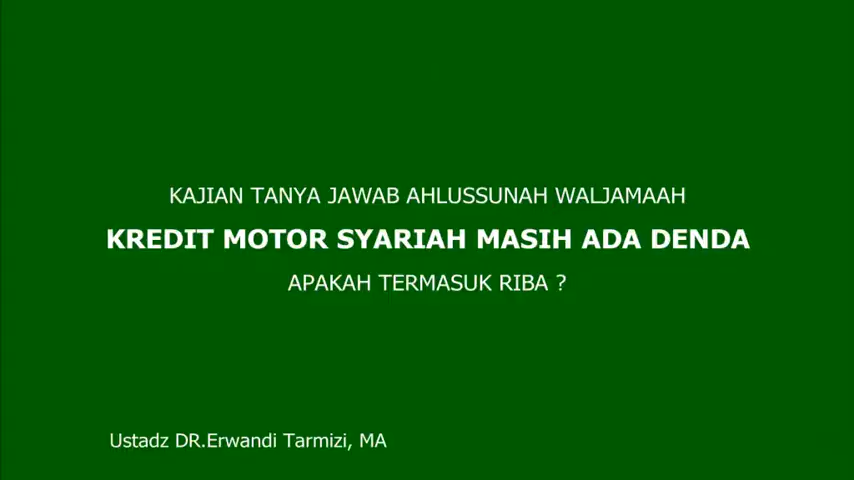 KAJIAN TANYA JAWAB AHLUSSUNAH WALJAMAAH
KREDIT MOTOR SYARIAH MASIH ADA DENDA
APAKAH TERMASUK RIBA ?
Ustadz DR.Erwandi Tarmizi, MA